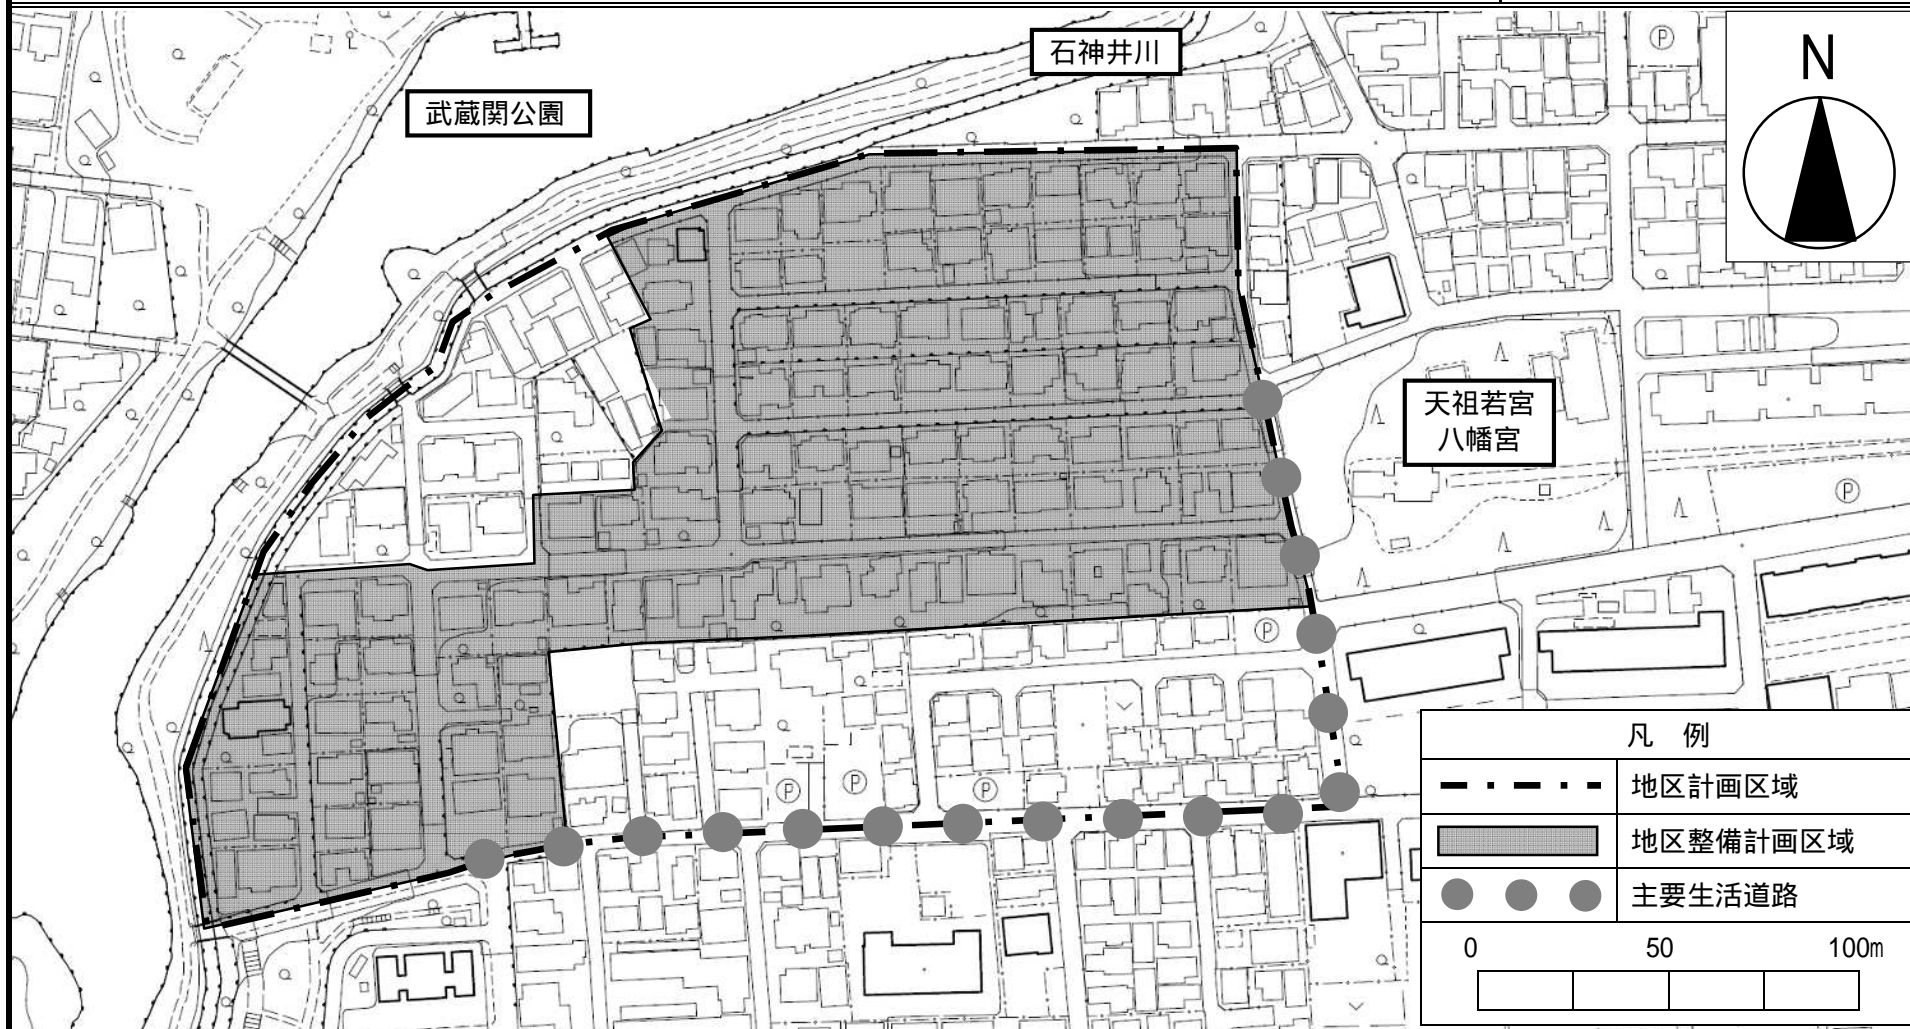 石神井川
武蔵関公園
N
Ⓟ
天祖若宮
八幡宮
Ⓟ
Ⓟ
Ⓟ
Ⓟ
Ⓟ
凡 例
地区計画区域
地区整備計画区域
主要生活道路
0 50 100m